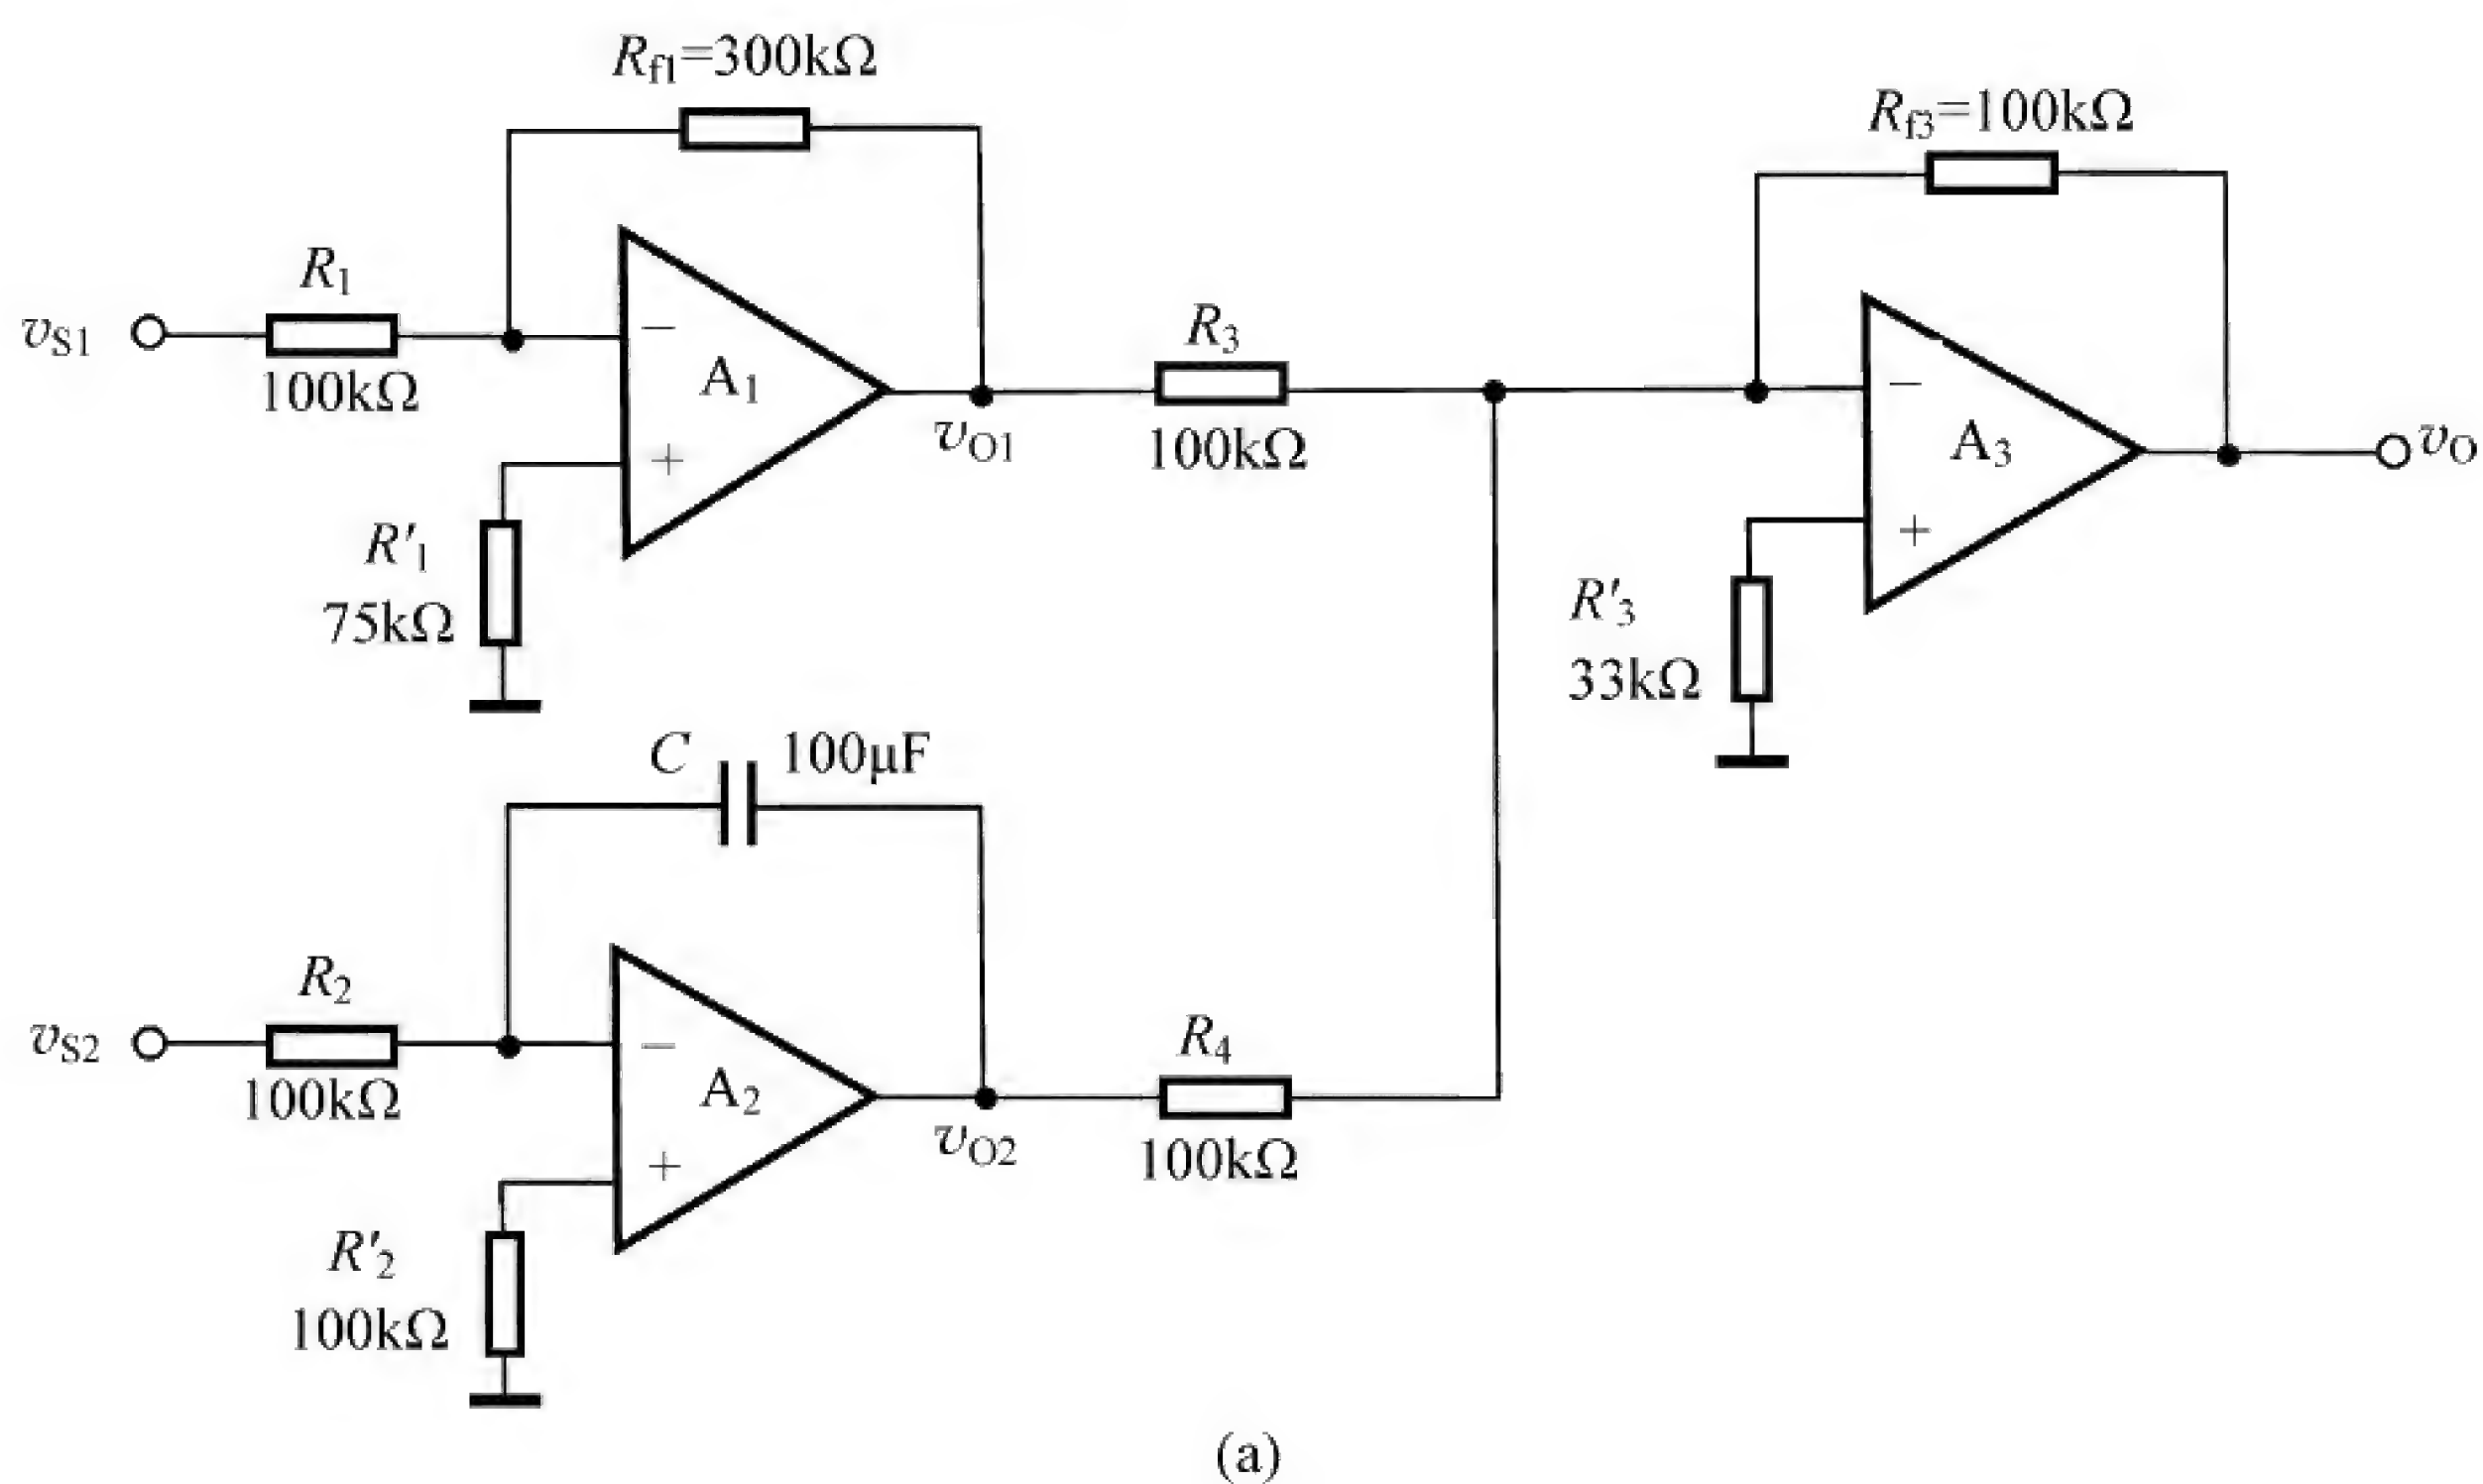 Rf1=300kΩ
Rf3=100kΩ
R1
vS1
100kΩ
−
A1
+
vO1
R3
100kΩ
−
A3
+
vO
R'1
75kΩ
R'3
33kΩ
C 100μF
R2
vS2
100kΩ
−
A2
+
vO2
R4
100kΩ
R'2
100kΩ
(a)